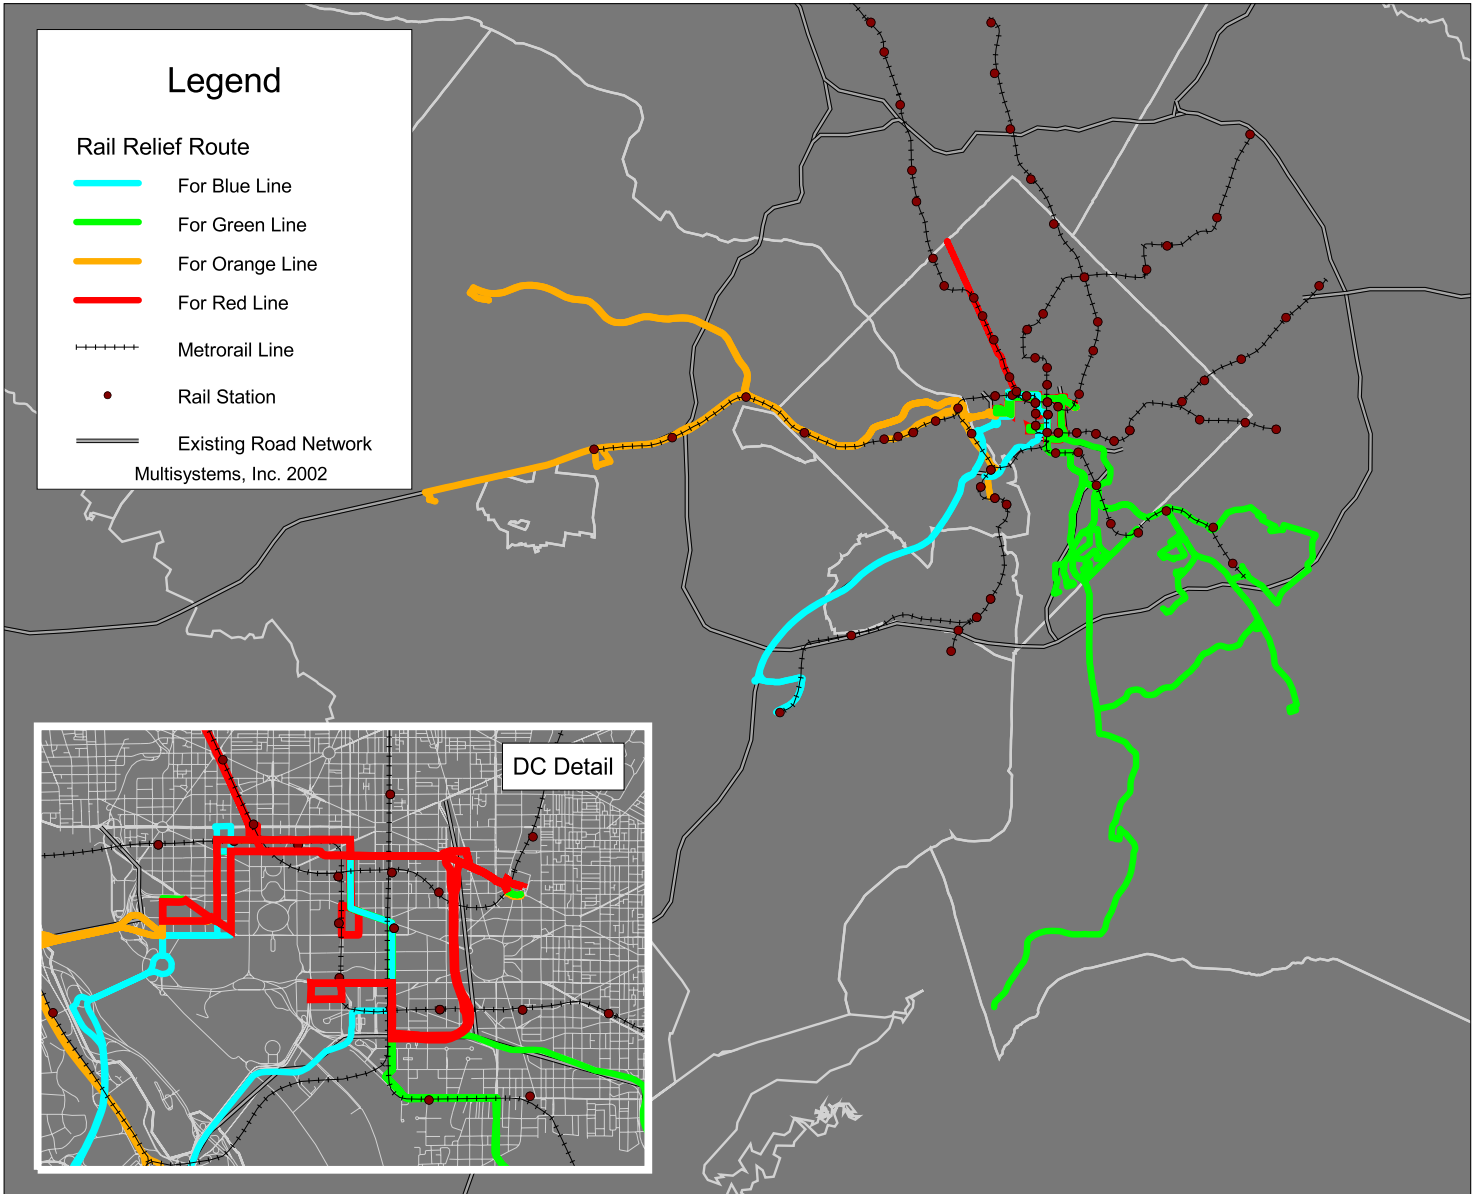 Legend
Rail Relief Route
For Blue Line
For Green Line
For Orange Line
For Red Line
Metrorail Line
Rail Station
Existing Road Network
Multisystems, Inc. 2002
DC Detail